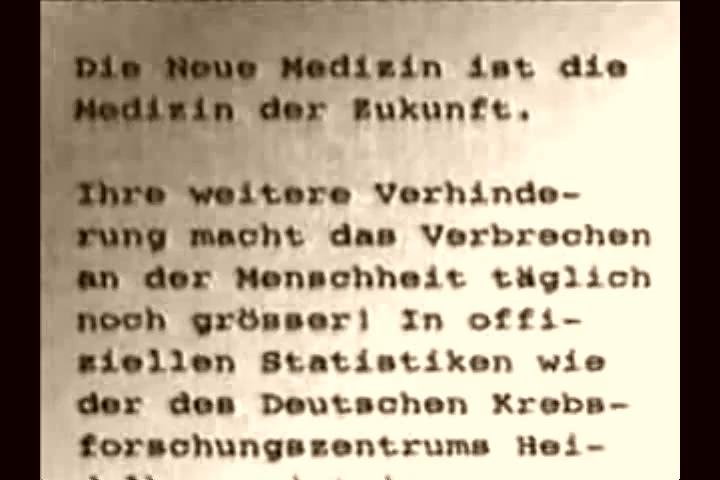 Die Neue Medizin ist die
Medizin der Zukunft.
Ihre weitere Verhinde-
rung macht das Verbrechen
an der Menschheit täglich
noch grösser! In offi-
ziellen Statistiken wie
der des Deutschen Krebs-
forschungszentrums Hei-